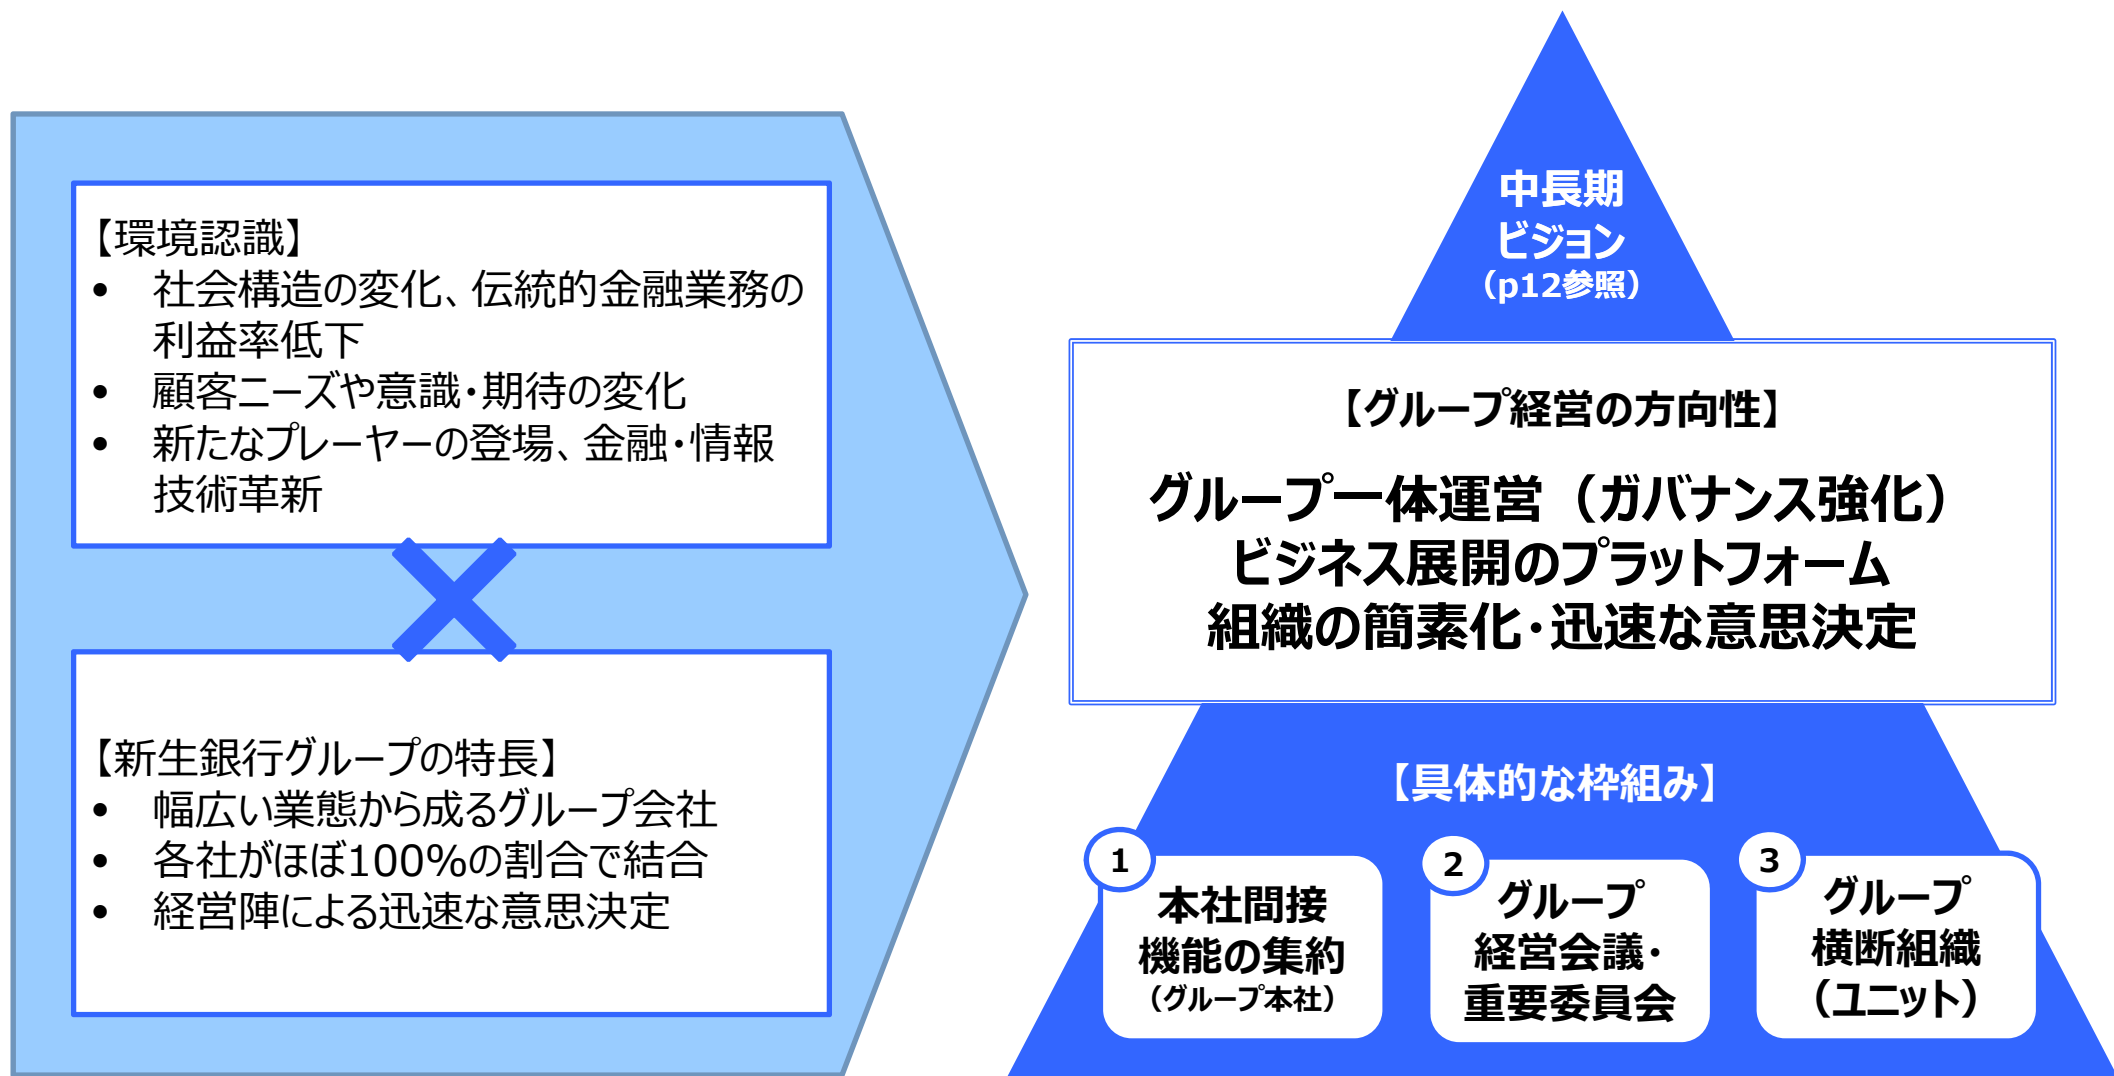 【環境認識】
• 社会構造の変化、伝統的金融業務の
利益率低下
• 顧客ニーズや意識・期待の変化
• 新たなプレーヤーの登場、金融・情報
技術革新
【新生銀行グループの特長】
• 幅広い業態から成るグループ会社
• 各社がほぼ100%の割合で結合
• 経営陣による迅速な意思決定
中長期
ビジョン
（p12参照）
【グループ経営の方向性】
グループ一体運営（ガバナンス強化）
ビジネス展開のプラットフォーム
組織の簡素化・迅速な意思決定
【具体的な枠組み】
1
本社間接
機能の集約
（グループ本社）
2
グループ
経営会議・
重要委員会
3
グループ
横断組織
（ユニット）